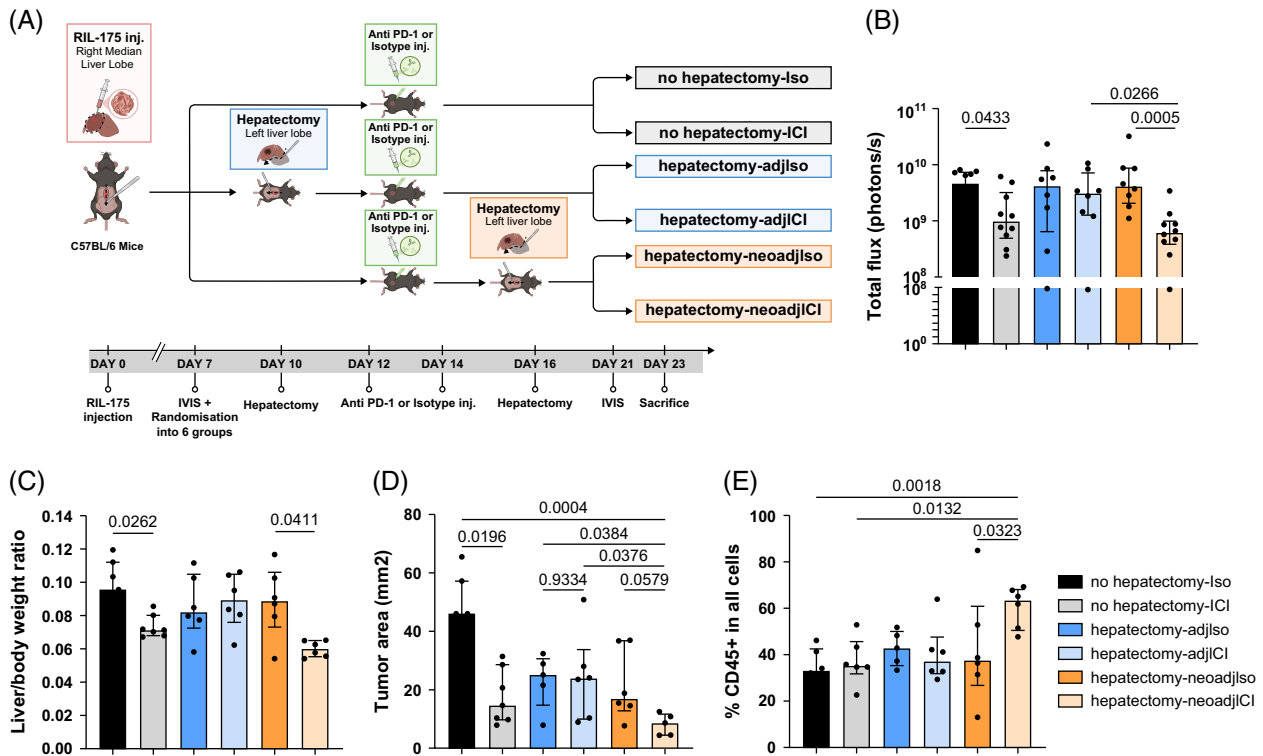 (A)
RIL-175 inj.
Right Median
Liver Lobe
C57BL/6 Mice
Hepatectomy
Left liver lobe
Anti PD-1 or
Isotype inj.
Anti PD-1 or
Isotype inj.
Anti PD-1 or
Isotype inj.
Hepatectomy
Left liver lobe
no hepatectomy-Iso
no hepatectomy-ICI
hepatectomy-adjIso
hepatectomy-adjICI
hepatectomy-neoadjIso
hepatectomy-neoadjICI
DAY 0 DAY 7 DAY 10 DAY 12 DAY 14 DAY 16 DAY 21 DAY 23
RIL-175
injection
IVIS +
Randomisation
into 6 groups
Hepatectomy
Anti PD-1 or Isotype inj.
Hepatectomy
IVIS
Sacrifice
(B)
Total flux (photons/s)
10¹¹
10¹⁰
10⁹
10⁸
10⁸
10⁰
0.0433
0.0266
0.0005
(C)
Liver/body weight ratio
0.14
0.12
0.10
0.08
0.06
0.04
0.02
0.00
0.0262
0.0411
(D)
Tumor area (mm2)
80
60
40
20
0
0.0004
0.0196
0.0384
0.0376
0.9334
0.0579
(E)
% CD45+ in all cells
100
80
60
40
20
0
0.0018
0.0132
0.0323
no hepatectomy-Iso
no hepatectomy-ICI
hepatectomy-adjIso
hepatectomy-adjICI
hepatectomy-neoadjIso
hepatectomy-neoadjICI